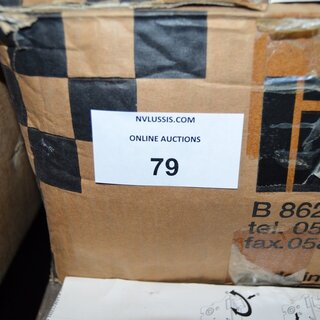 NVLUSSIS.COM
ONLINE AUCTIONS
79
B 862
tel. 05
fax.05